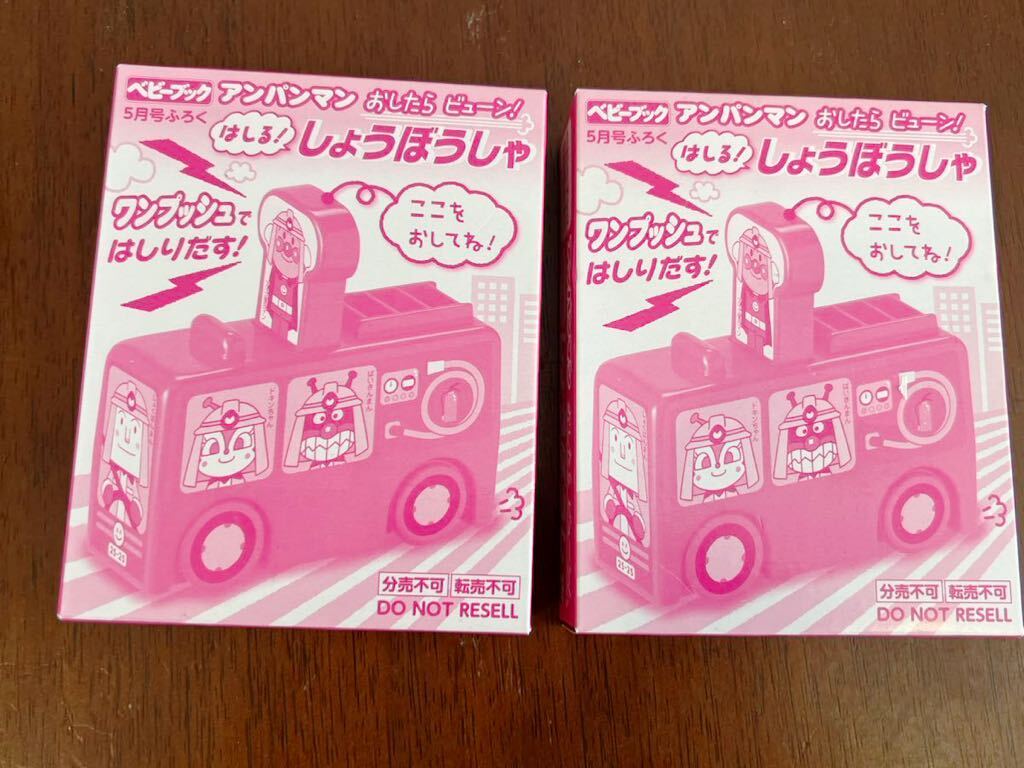 ベビーブック アンパンマン おしたら ビューン!
5月号ふろく はしる! しょうぼうしゃ
ワンプッシュで
はしりだす!
ここを
おしてね!
ドキンちゃん
ばいきんまん
23-23
分売不可 転売不可
DO NOT RESELL
ベビーブック アンパンマン おしたら ビューン!
5月号ふろく はしる! しょうぼうしゃ
ワンプッシュで
はしりだす!
ここを
おしてね!
ドキンちゃん
ばいきんまん
23-23
分売不可 転売不可
DO NOT RESELL